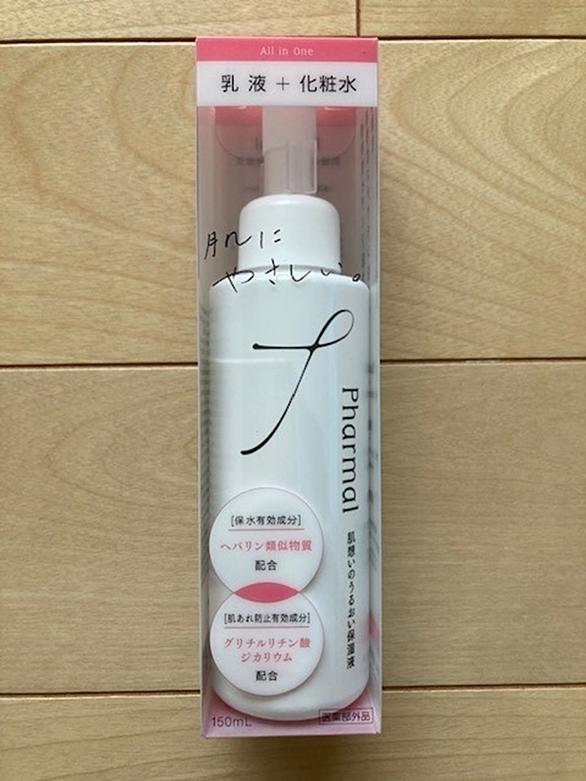 All in One
乳液 + 化粧水
肌に
やさしい。
Pharmal
肌想いのうるおい保湿液
[保水有効成分]
ヘパリン類似物質
配合
[肌あれ防止有効成分]
グリチルリチン酸
ジカリウム
配合
150mL
医薬部外品